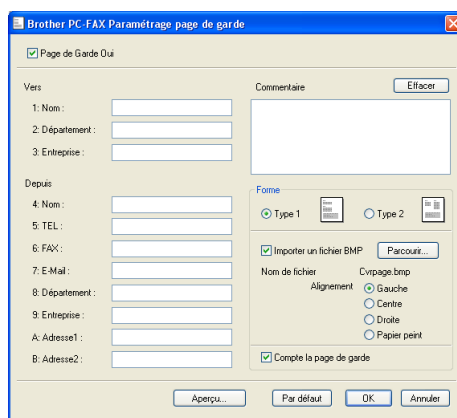 Brother PC-FAX Paramétrage page de garde
Page de Garde Oui
Vers
1: Nom :
2: Département :
3: Entreprise :
Commentaire
Effacer
Depuis
4: Nom :
5: TEL :
6: FAX :
7: E-Mail :
8: Département :
9: Entreprise :
A: Adresse1 :
B: Adresse2 :
Forme
Type 1
Type 2
Importer un fichier BMP
Parcourir...
Nom de fichier
Cvrpage.bmp
Alignement
Gauche
Centre
Droite
Papier peint
Compte la page de garde
Aperçu...
Par défaut
OK
Annuler